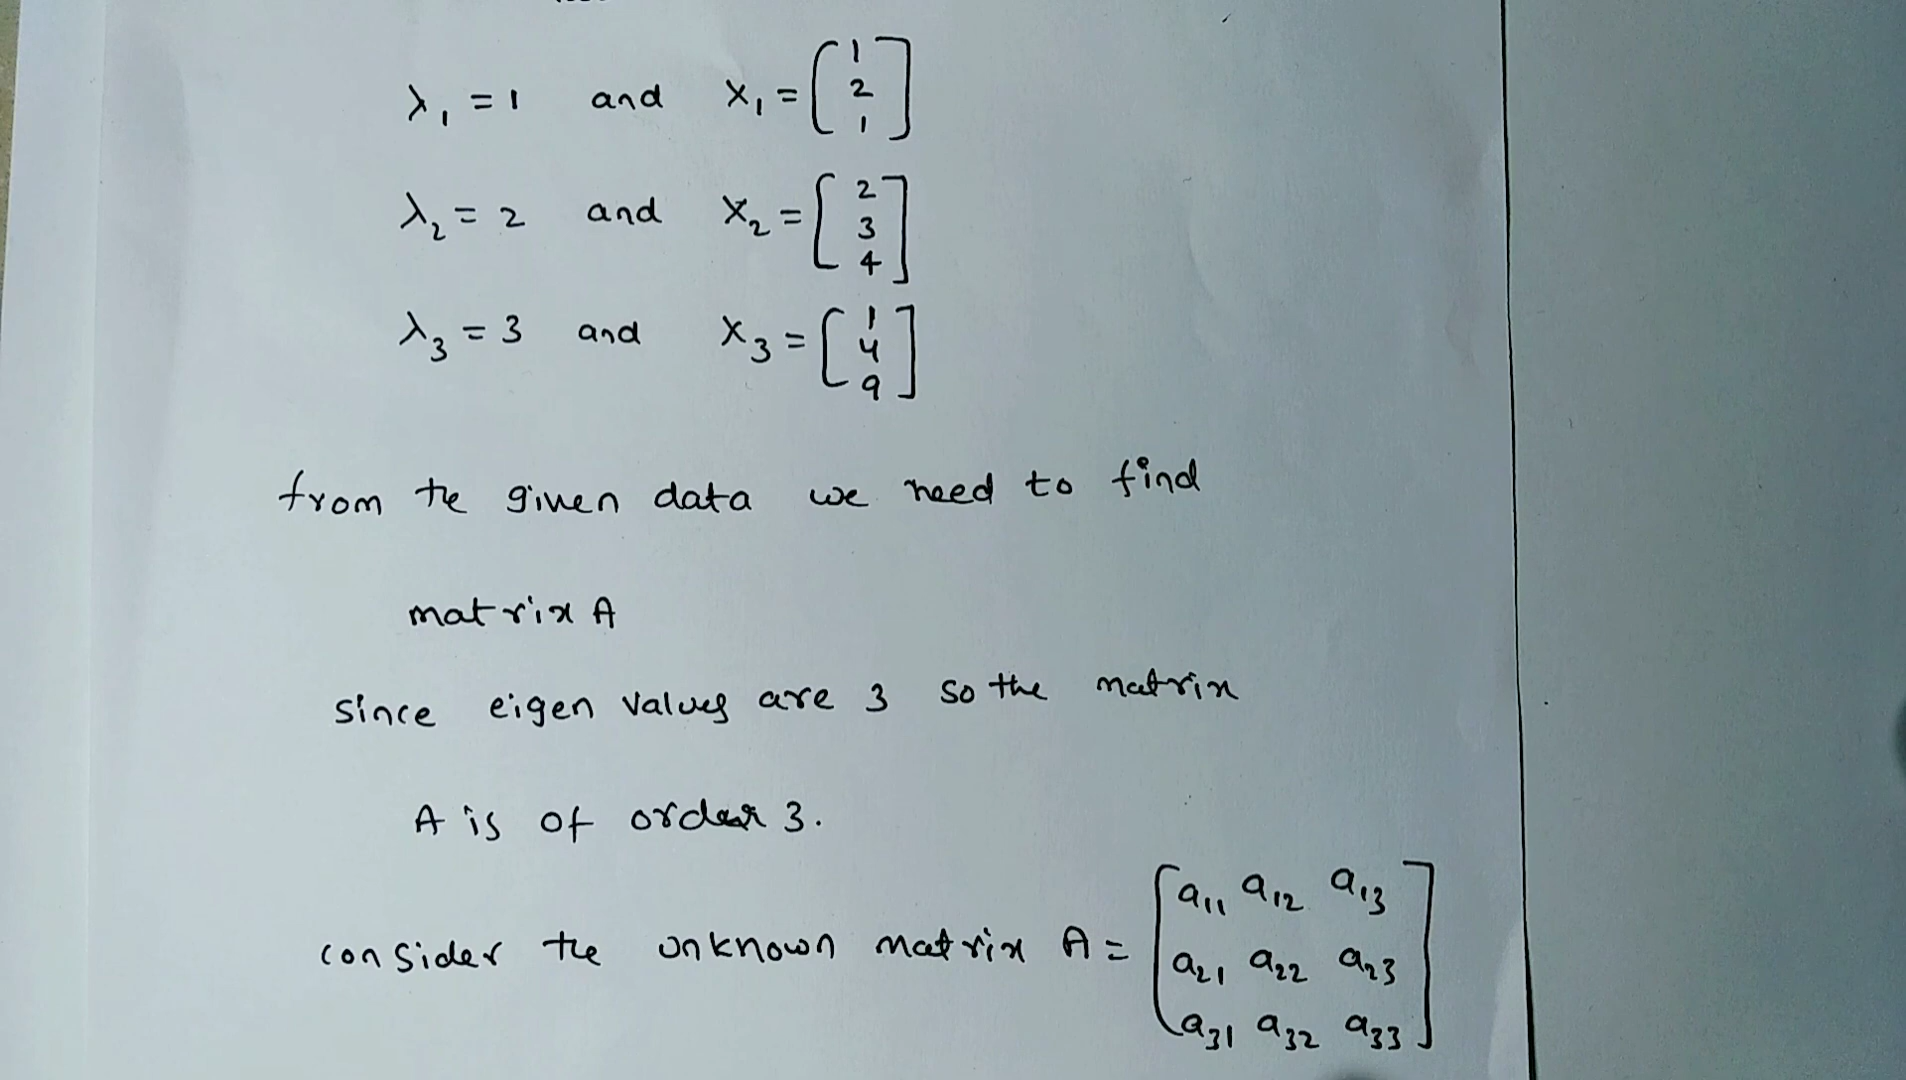 λ₁ = 1 and X₁ = [1 2 1]
λ₂ = 2 and X₂ = [2 3 4]
λ₃ = 3 and X₃ = [1 4 9]
from the given data we need to find
matrix A
since eigen values are 3 so the matrix
A is of order 3.
consider the unknown matrix A = [a₁₁ a₁₂ a₁₃
a₂₁ a₂₂ a₂₃
a₃₁ a₃₂ a₃₃]